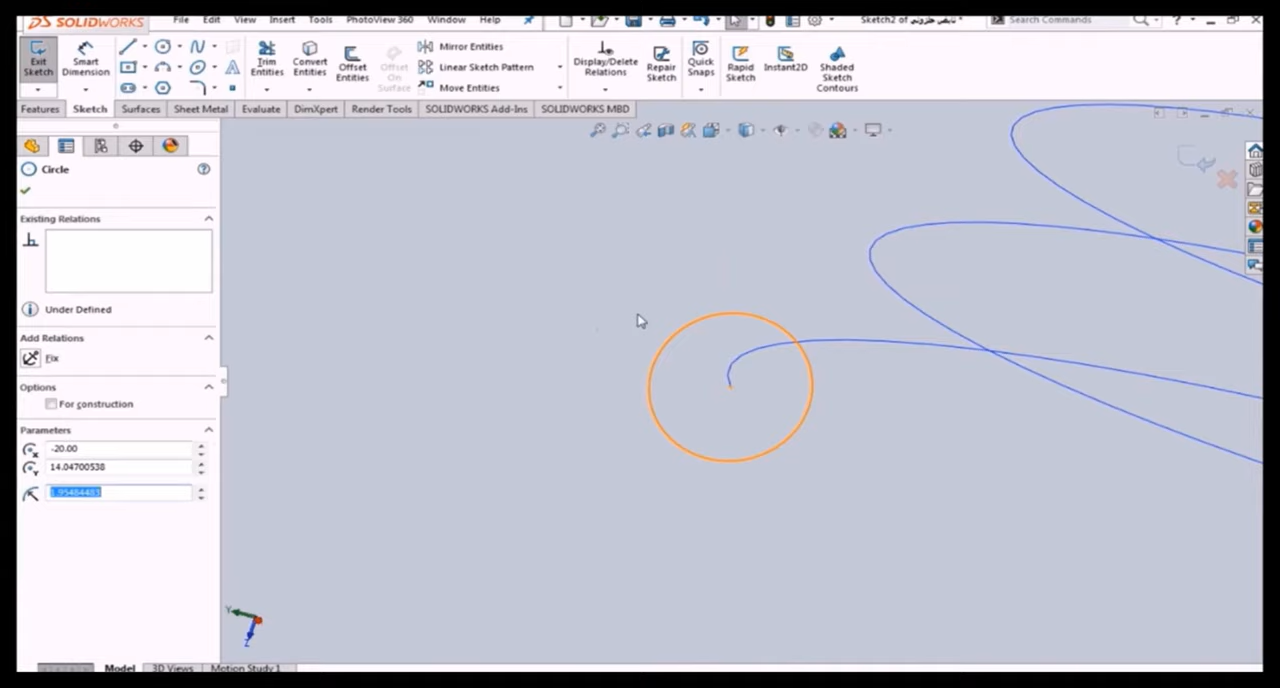 SOLIDWORKS File Edit View Insert Tools PhotoView 360 Window Help Sketch2 of Search Commands
Exit Sketch
Smart Dimension
Trim Entities
Convert Entities
Offset Entities
Offset On Surface
Mirror Entities
Linear Sketch Pattern
Move Entities
Display/Delete Relations
Repair Sketch
Quick Snaps
Rapid Sketch
Instant2D
Shaded Sketch Contours
Features Sketch Surfaces Sheet Metal Evaluate DimXpert Render Tools SOLIDWORKS Add-Ins SOLIDWORKS MBD
Circle
Existing Relations
Under Defined
Add Relations
Fix
Options
For construction
Parameters
-20.00
14.04700538
Y
Z
Model 3D Views Motion Study 1